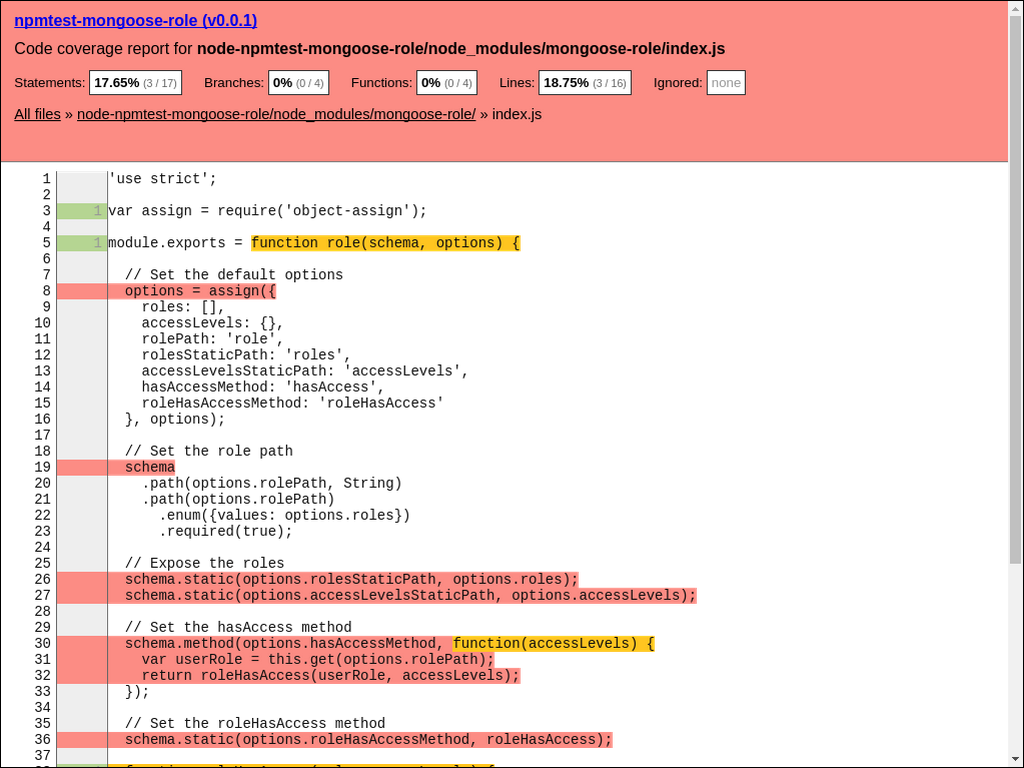 npmtest-mongoose-role (v0.0.1)
Code coverage report for node-npmtest-mongoose-role/node_modules/mongoose-role/index.js
Statements: 17.65% (3 / 17) Branches: 0% (0 / 4) Functions: 0% (0 / 4) Lines: 18.75% (3 / 16) Ignored: none
All files » node-npmtest-mongoose-role/node_modules/mongoose-role/ » index.js
1 'use strict';
2
3 1 var assign = require('object-assign');
4
5 1 module.exports = function role(schema, options) {
6
7 // Set the default options
8 options = assign({
9 roles: [],
10 accessLevels: {},
11 rolePath: 'role',
12 rolesStaticPath: 'roles',
13 accessLevelsStaticPath: 'accessLevels',
14 hasAccessMethod: 'hasAccess',
15 roleHasAccessMethod: 'roleHasAccess'
16 }, options);
17
18 // Set the role path
19 schema
20 .path(options.rolePath, String)
21 .path(options.rolePath)
22 .enum({values: options.roles})
23 .required(true);
24
25 // Expose the roles
26 schema.static(options.rolesStaticPath, options.roles);
27 schema.static(options.accessLevelsStaticPath, options.accessLevels);
28
29 // Set the hasAccess method
30 schema.method(options.hasAccessMethod, function(accessLevels) {
31 var userRole = this.get(options.rolePath);
32 return roleHasAccess(userRole, accessLevels);
33 });
34
35 // Set the roleHasAccess method
36 schema.static(options.roleHasAccessMethod, roleHasAccess);
37